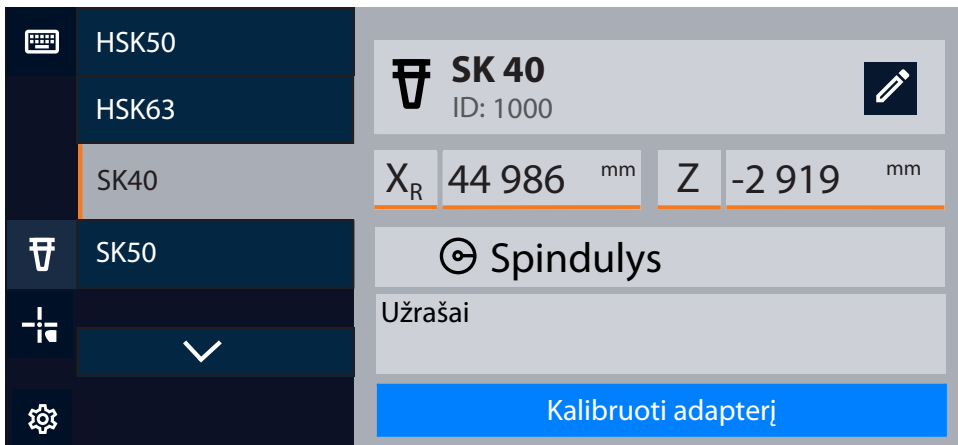 HSK50
HSK63
SK40
SK50
SK 40
ID: 1000
XR 44 986 mm Z -2 919 mm
Spindulys
Užrašai
Kalibruoti adapterį